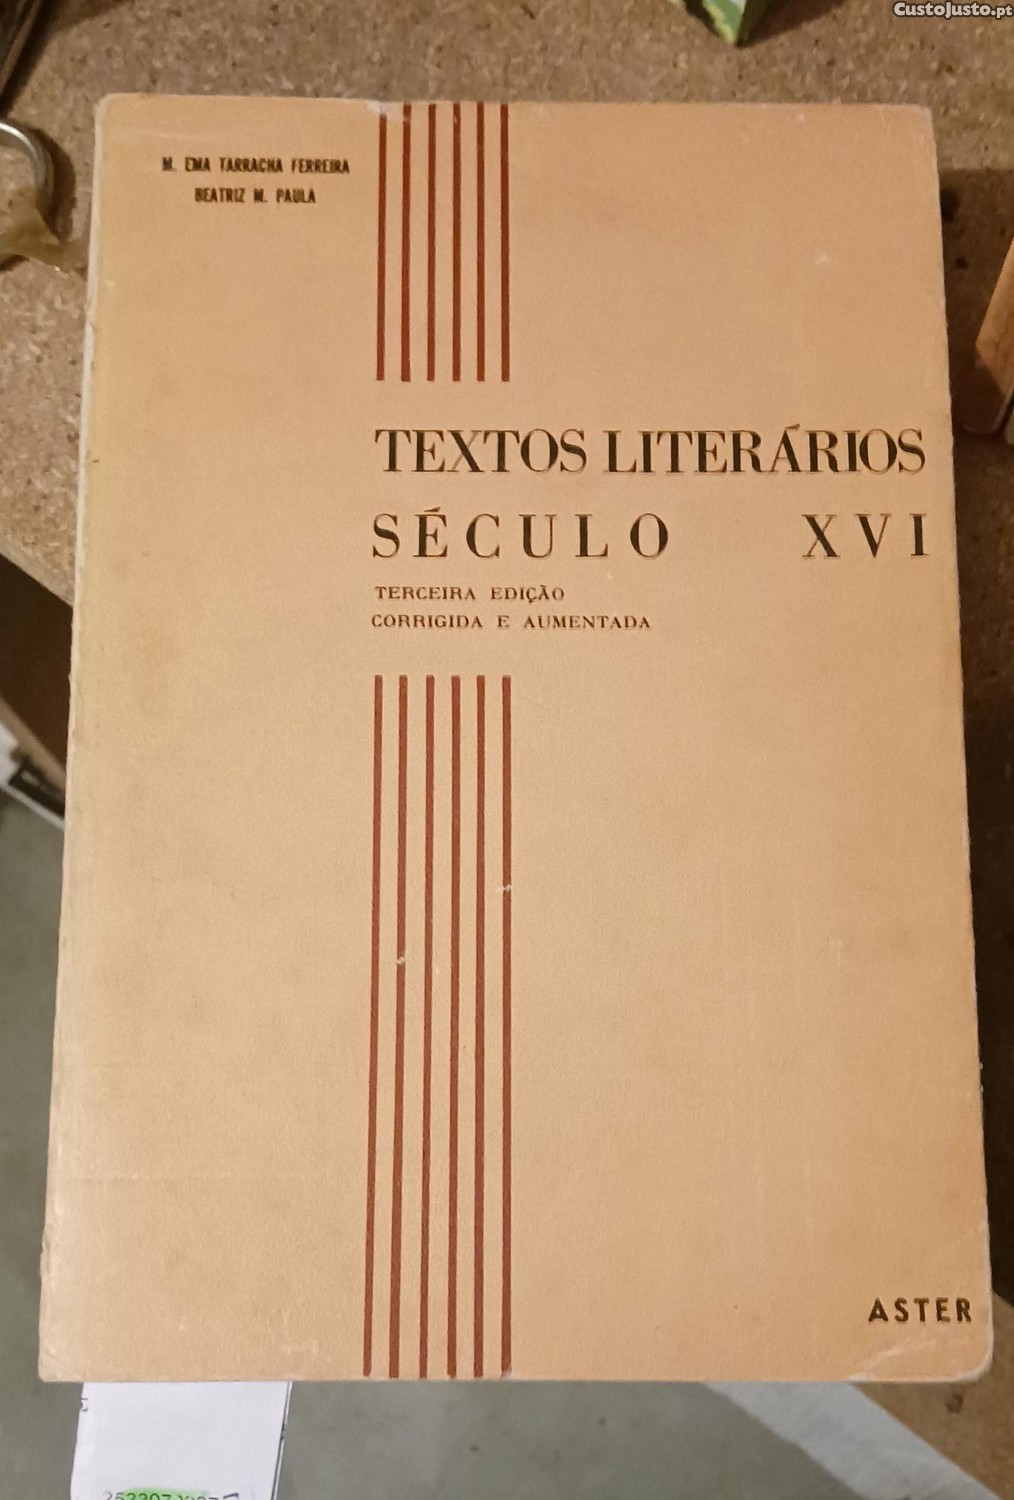 CustoJusto.pt
M. EMA TARRACHA FERREIRA
BEATRIZ M. PAULA
TEXTOS LITERÁRIOS
SÉCULO XVI
TERCEIRA EDIÇÃO
CORRIGIDA E AUMENTADA
ASTER